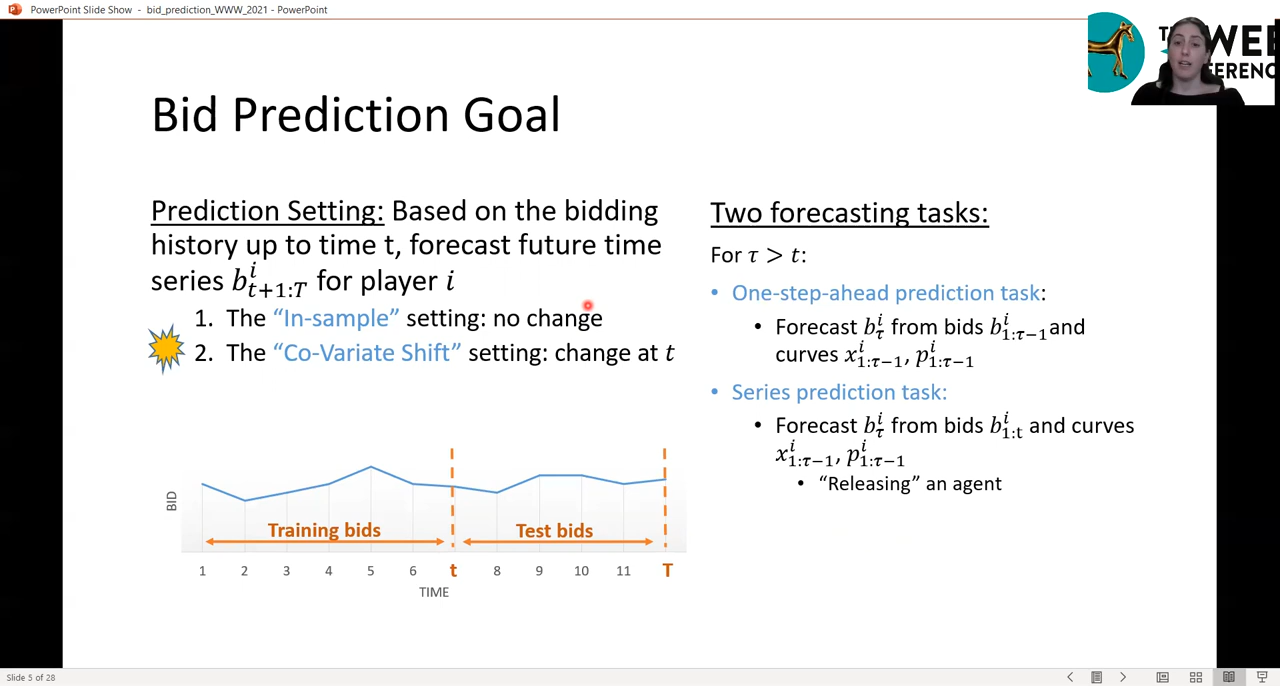 PowerPoint Slide Show - bid_prediction_WWW_2021 - PowerPoint
WEB
Bid Prediction Goal
Prediction Setting: Based on the bidding
history up to time t, forecast future time
series b^i_{t+1:T} for player i
1. The “In-sample” setting: no change
2. The “Co-Variate Shift” setting: change at t
Two forecasting tasks:
For τ > t:
• One-step-ahead prediction task:
• Forecast b^i_τ from bids b^i_{1:τ−1} and
curves x^i_{1:τ−1}, p^i_{1:τ−1}
• Series prediction task:
• Forecast b^i_τ from bids b^i_{1:t} and curves
x^i_{1:τ−1}, p^i_{1:τ−1}
• “Releasing” an agent
BID
Training bids
Test bids
1 2 3 4 5 6 t 8 9 10 11 T
TIME
Slide 5 of 28